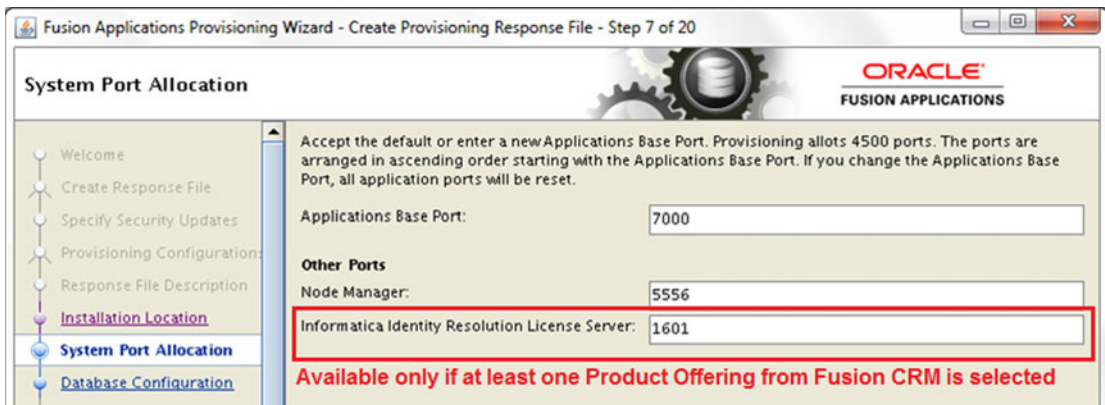 Fusion Applications Provisioning Wizard - Create Provisioning Response File - Step 7 of 20
System Port Allocation
ORACLE
FUSION APPLICATIONS
Welcome
Create Response File
Specify Security Updates
Provisioning Configurations
Response File Description
Installation Location
System Port Allocation
Database Configuration
Accept the default or enter a new Applications Base Port. Provisioning allots 4500 ports. The ports are
arranged in ascending order starting with the Applications Base Port. If you change the Applications Base
Port, all application ports will be reset.
Applications Base Port:
7000
Other Ports
Node Manager:
5556
Informatica Identity Resolution License Server:
1601
Available only if at least one Product Offering from Fusion CRM is selected